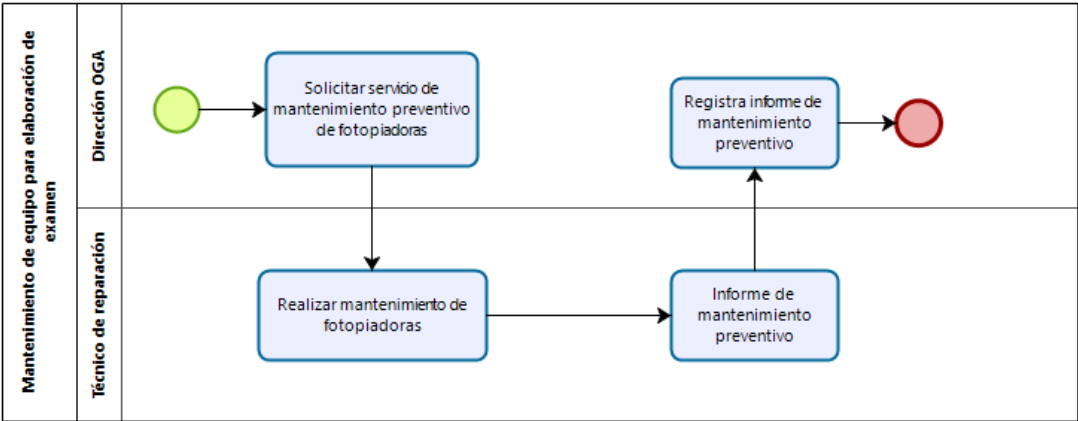 Mantenimiento de equipo para elaboración de
examen
Dirección OGA
Solicitar servicio de
mantenimiento preventivo
de fotopiadoras
Registra informe de
mantenimiento
preventivo
Técnico de reparación
Realizar mantenimiento de
fotopiadoras
Informe de
mantenimiento
preventivo